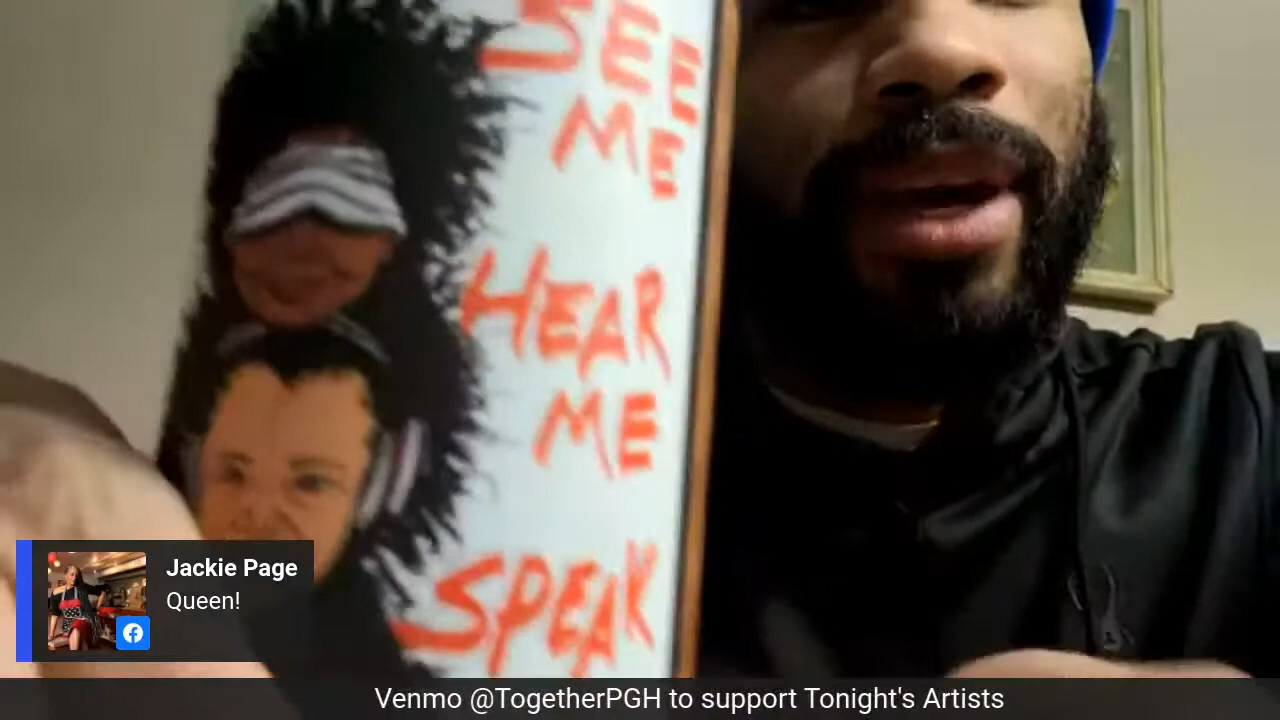 SEE
ME
HEAR
ME
SPEAK
Jackie Page
Queen!
Venmo @TogetherPGH to support Tonight's Artists